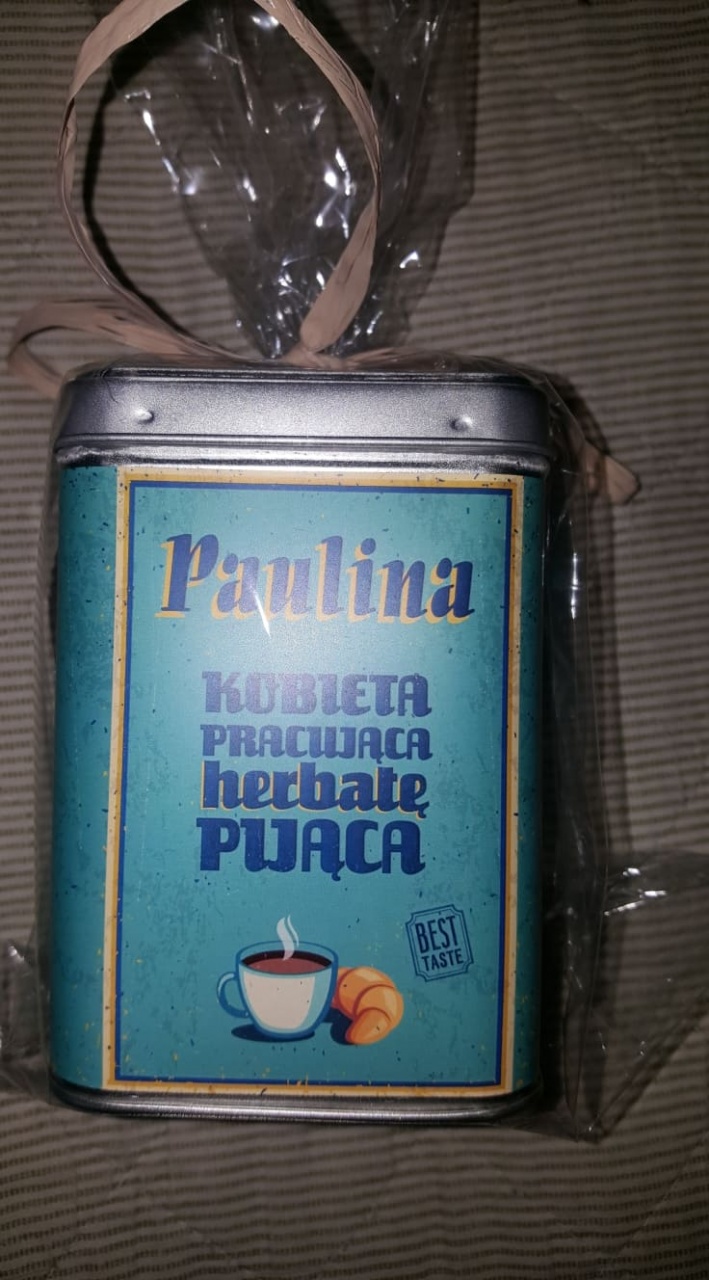 Paulina
KOBIETA
PRACUJĄCA
herbatę
PIJĄCA
BEST
TASTE